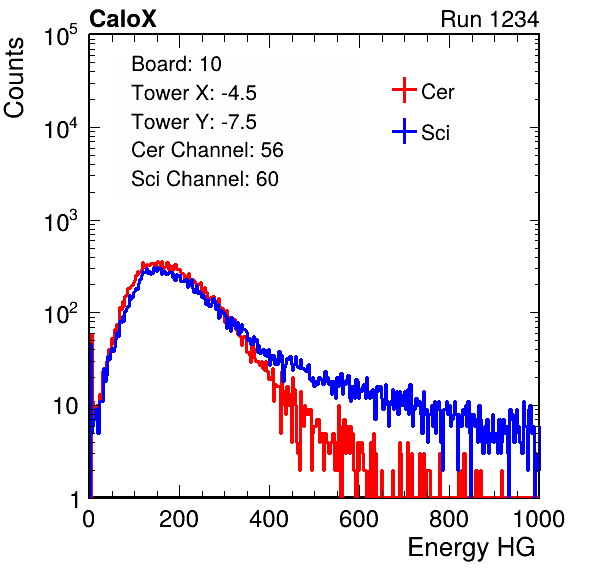 CaloX Run 1234
Counts
10^5
10^4
10^3
10^2
10
1
Board: 10
Tower X: -4.5
Tower Y: -7.5
Cer Channel: 56
Sci Channel: 60
Cer
Sci
0 200 400 600 800 1000
Energy HG